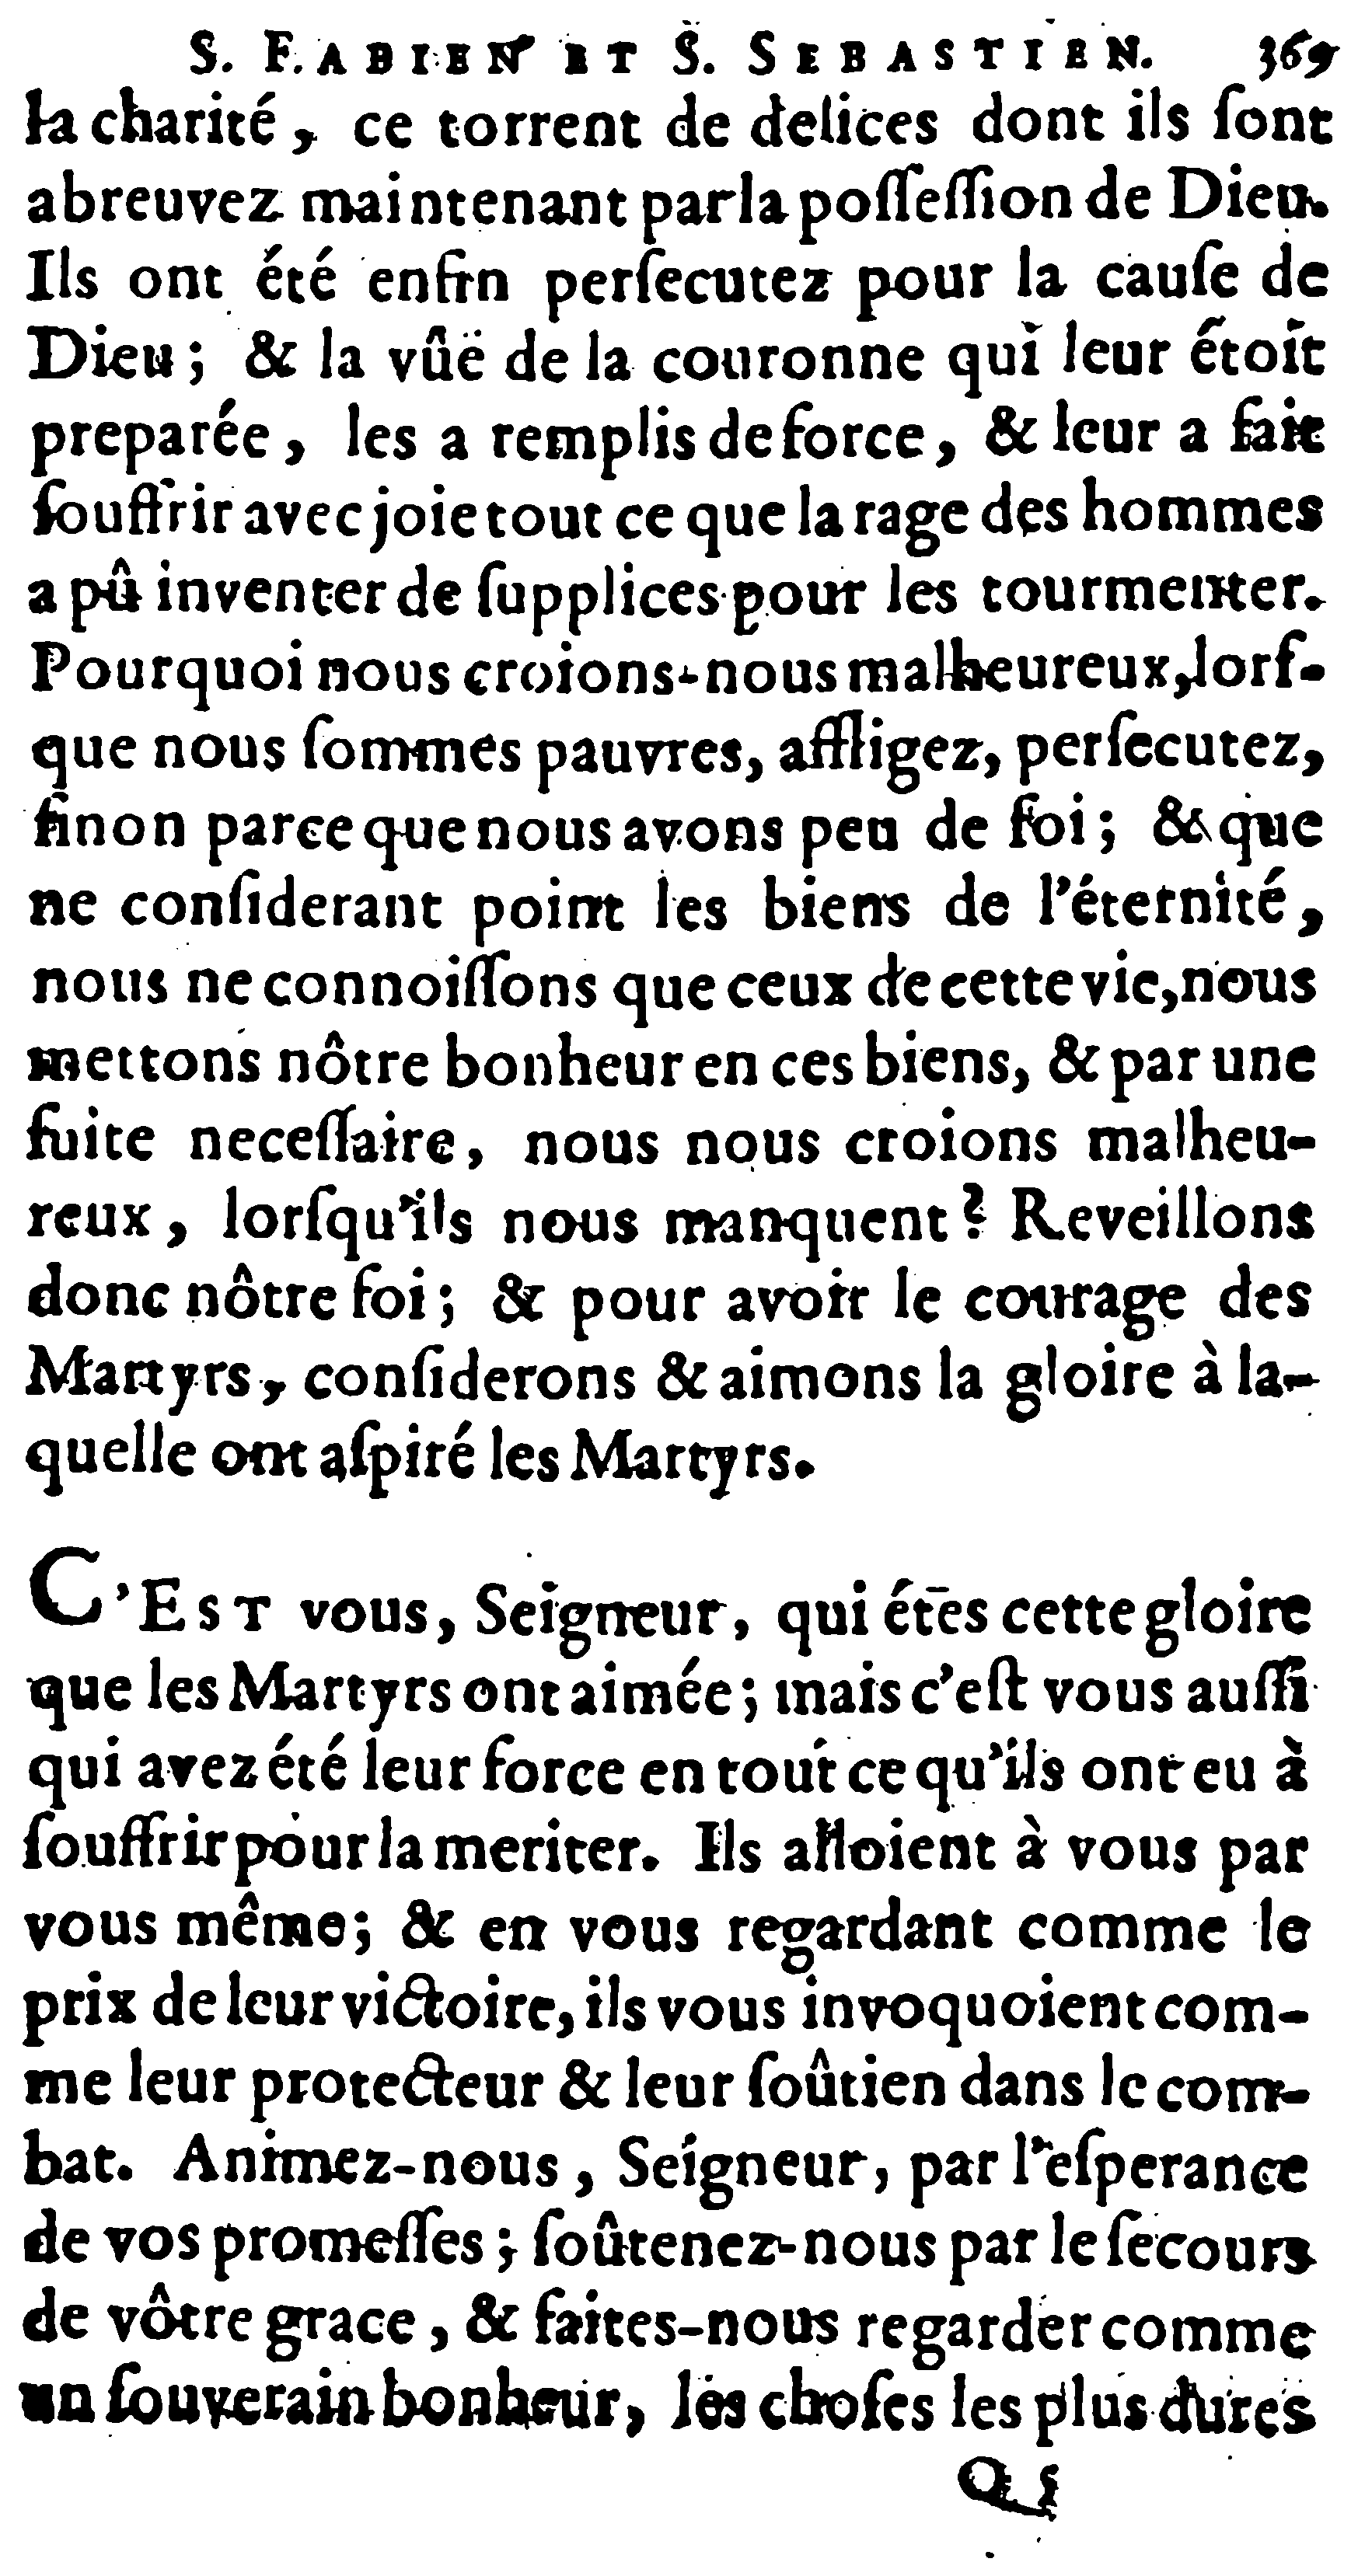 S. FABIEN ET S. SEBASTIEN. 369
la charité, ce torrent de delices dont ils ſont
abreuvez maintenant par la poſſeſſion de Dieu.
Ils ont été enfin perſecutez pour la cauſe de
Dieu; & la vûë de la couronne qui leur étoit
preparée, les a remplis de force, & leur a fait
ſouffrir avec joie tout ce que la rage des hommes
a pû inventer de ſupplices pour les tourmenter.
Pourquoi nous croions-nous malheureux, lorſ-
que nous ſommes pauvres, affligez, perſecutez,
ſinon parce que nous avons peu de foi; & que
ne conſiderant point les biens de l'éternité,
nous ne connoiſſons que ceux de cette vie, nous
mettons nôtre bonheur en ces biens, & par une
ſuite neceſſaire, nous nous croions malheu-
reux, lorſqu'ils nous manquent? Reveillons
donc nôtre foi; & pour avoir le courage des
Martyrs, conſiderons & aimons la gloire à la-
quelle ont aſpiré les Martyrs.
C'EST vous, Seigneur, qui étes cette gloire
que les Martyrs ont aimée; mais c'eſt vous auſſi
qui avez été leur force en tout ce qu'ils ont eu à
ſouffrir pour la meriter. Ils alloient à vous par
vous même; & en vous regardant comme le
prix de leur victoire, ils vous invoquoient com-
me leur protecteur & leur ſoûtien dans le com-
bat. Animez-nous, Seigneur, par l'eſperance
de vos promeſſes; ſoûtenez-nous par le ſecours
de vôtre grace, & faites-nous regarder comme
un ſouverain bonheur, les choſes les plus dures
Q 5